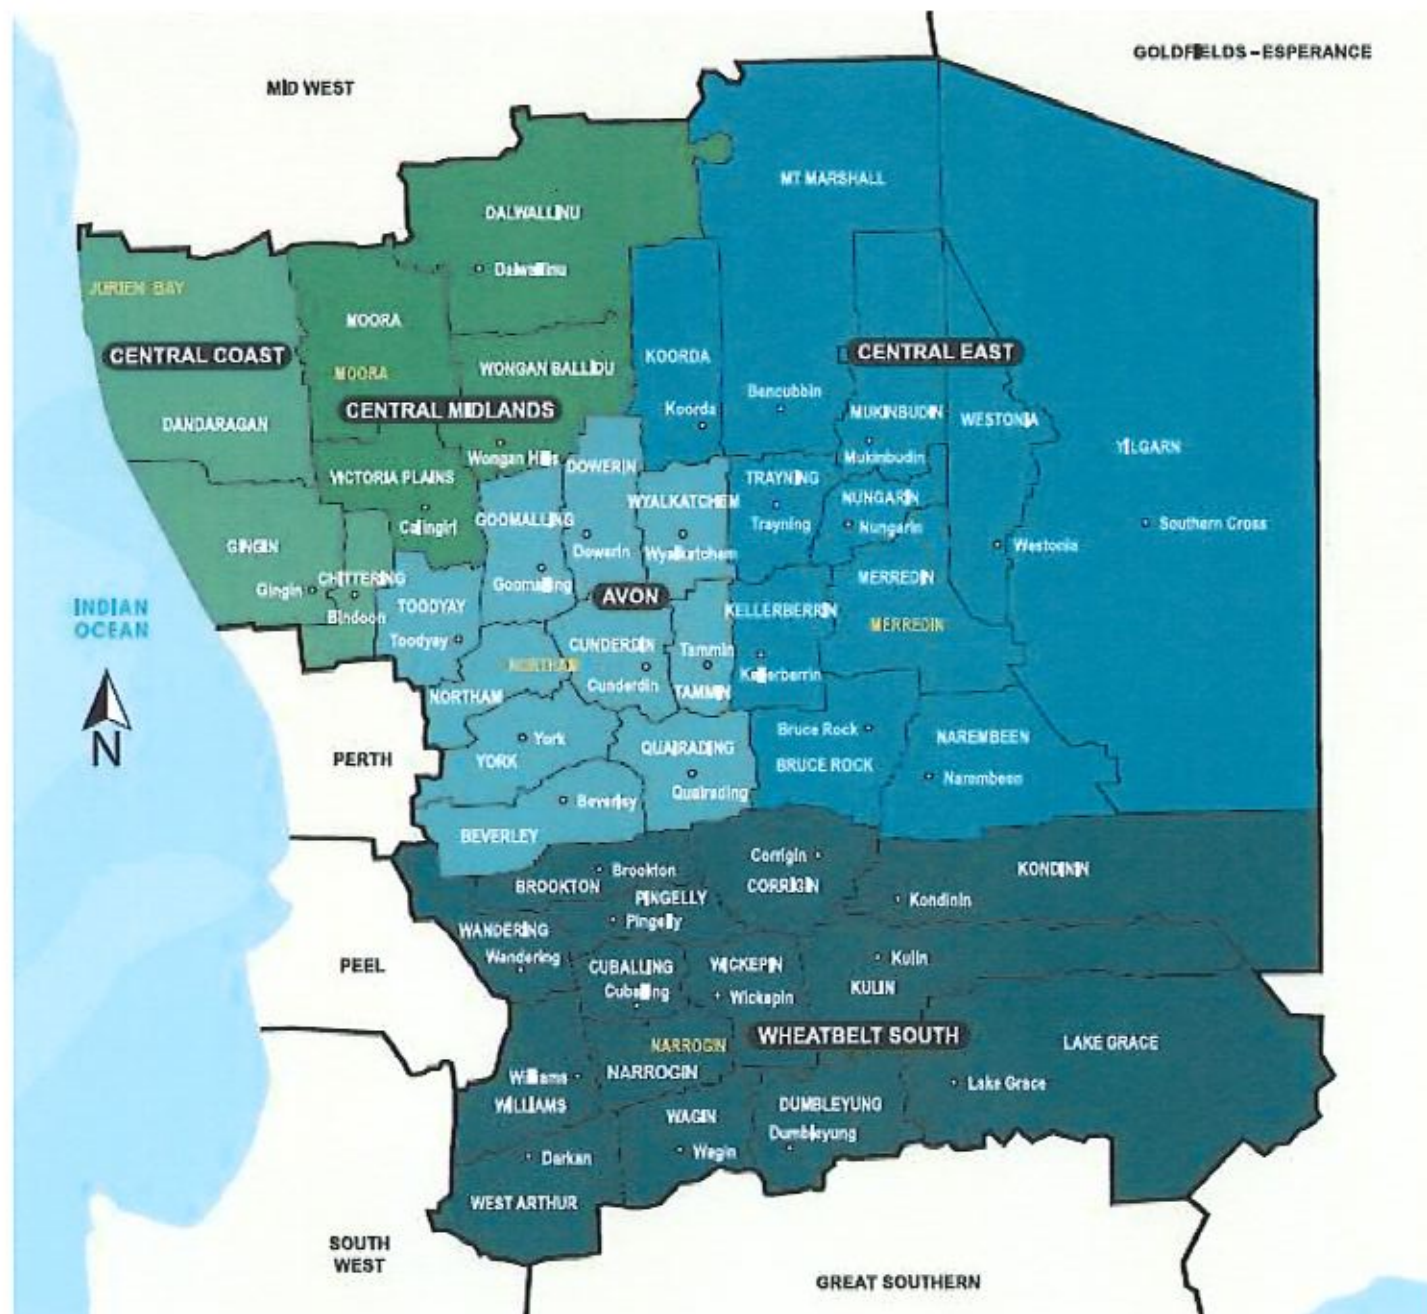 GOLDFIELDS - ESPERANCE
MID WEST
MT MARSHALL
DALWALLINU
Dalwallinu
JURIEN BAY
MOORA
CENTRAL COAST
WONGAN BALLIDU
KOORDA
CENTRAL EAST
MOORA
CENTRAL MIDLANDS
Koorda
Bencubbin
MUKINBUDIN
WESTONIA
DANDARAGAN
YILGARN
Wongan Hills
DOWERIN
Mukinbudin
VICTORIA PLAINS
TRAYNING
WYALKATCHEM
NUNGARIN
Calingiri
GOOMALLING
Trayning
Nungarin
Southern Cross
GINGIN
Dowerin
Wyalkatchem
Westonia
CHITTERING
Gingin
Goomalling
MERREDIN
INDIAN
OCEAN
Bindoon
TOODYAY
AVON
KELLERBERRIN
MERREDIN
Toodyay
CUNDERDIN
Tammin
NORTHAM
Kellerberrin
Cunderdin
NORTHAM
TAMMIN
N
PERTH
York
YORK
QUAIRADING
Bruce Rock
NAREMBEEN
BRUCE ROCK
Narembeen
Beverley
Quairading
BEVERLEY
Corrigin
Brookton
BROOKTON
CORRIGIN
KONDININ
PINGELLY
Kondinin
Pingelly
WANDERING
Wandering
PEEL
CUBALLING
WICKEPIN
Kulin
Cuballing
Wickepin
KULIN
NARROGIN
WHEATBELT SOUTH
LAKE GRACE
Williams
NARROGIN
Lake Grace
WILLIAMS
WAGIN
DUMBLEYUNG
Dumbleyung
Darkan
Wagin
WEST ARTHUR
SOUTH
WEST
GREAT SOUTHERN